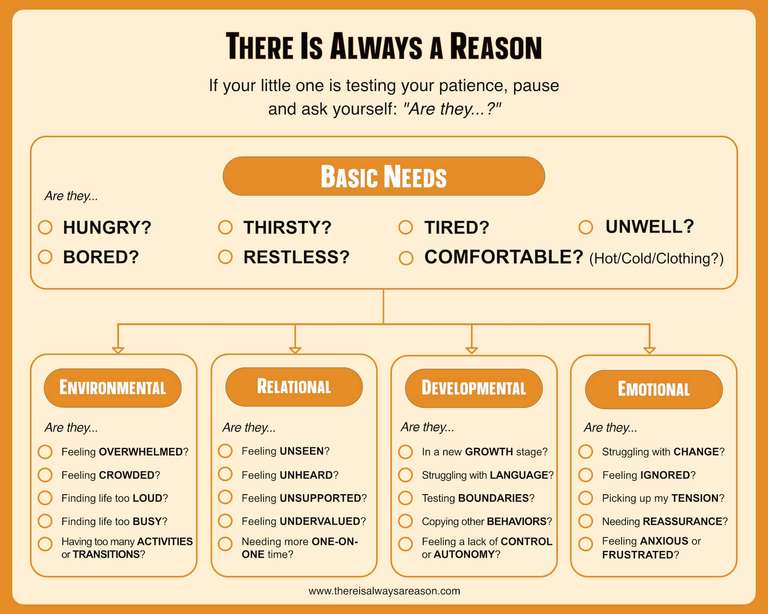 THERE IS ALWAYS A REASON
If your little one is testing your patience, pause
and ask yourself: "Are they...?"
BASIC NEEDS
Are they...
HUNGRY? THIRSTY? TIRED? UNWELL?
BORED? RESTLESS? COMFORTABLE? (Hot/Cold/Clothing?)
ENVIRONMENTAL
Are they...
Feeling OVERWHELMED?
Feeling CROWDED?
Finding life too LOUD?
Finding life too BUSY?
Having too many ACTIVITIES
or TRANSITIONS?
RELATIONAL
Are they...
Feeling UNSEEN?
Feeling UNHEARD?
Feeling UNSUPPORTED?
Feeling UNDERVALUED?
Needing more ONE-ON-
ONE time?
DEVELOPMENTAL
Are they...
In a new GROWTH stage?
Struggling with LANGUAGE?
Testing BOUNDARIES?
Copying other BEHAVIORS?
Feeling a lack of CONTROL
or AUTONOMY?
EMOTIONAL
Are they...
Struggling with CHANGE?
Feeling IGNORED?
Picking up my TENSION?
Needing REASSURANCE?
Feeling ANXIOUS or
FRUSTRATED?
www.thereisalwaysareason.com